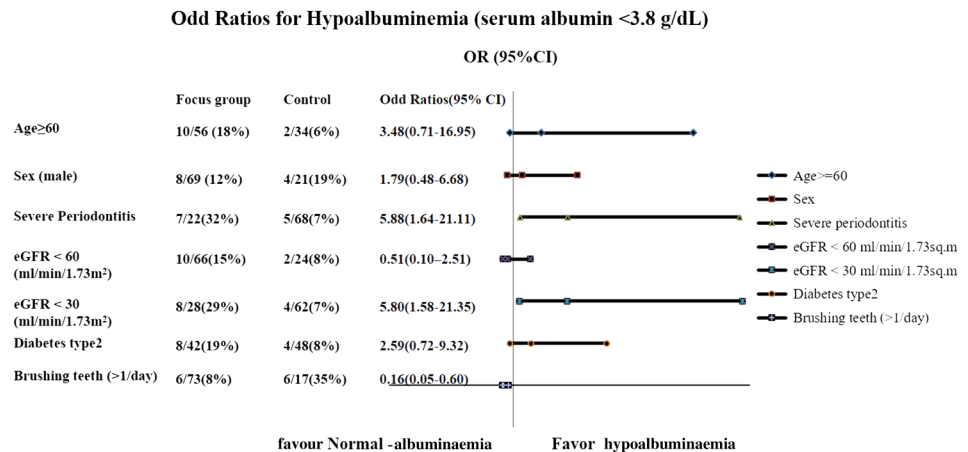 Odd Ratios for Hypoalbuminemia (serum albumin <3.8 g/dL)
OR (95%CI)
Focus group Control Odd Ratios(95% CI)
Age≥60 10/56 (18%) 2/34(6%) 3.48(0.71-16.95)
Sex (male) 8/69 (12%) 4/21(19%) 1.79(0.48-6.68)
Severe Periodontitis 7/22(32%) 5/68(7%) 5.88(1.64-21.11)
eGFR < 60 10/66(15%) 2/24(8%) 0.51(0.10–2.51)
(ml/min/1.73m²)
eGFR < 30 8/28(29%) 4/62(7%) 5.80(1.58-21.35)
(ml/min/1.73m²)
Diabetes type2 8/42(19%) 4/48(8%) 2.59(0.72-9.32)
Brushing teeth (>1/day) 6/73(8%) 6/17(35%) 0.16(0.05-0.60)
Age>=60
Sex
Severe periodontitis
eGFR < 60 ml/min/1.73sq.m
eGFR < 30 ml/min/1.73sq.m
Diabetes type2
Brushing teeth (>1/day)
favour Normal -albuminaemia Favor hypoalbuminaemia